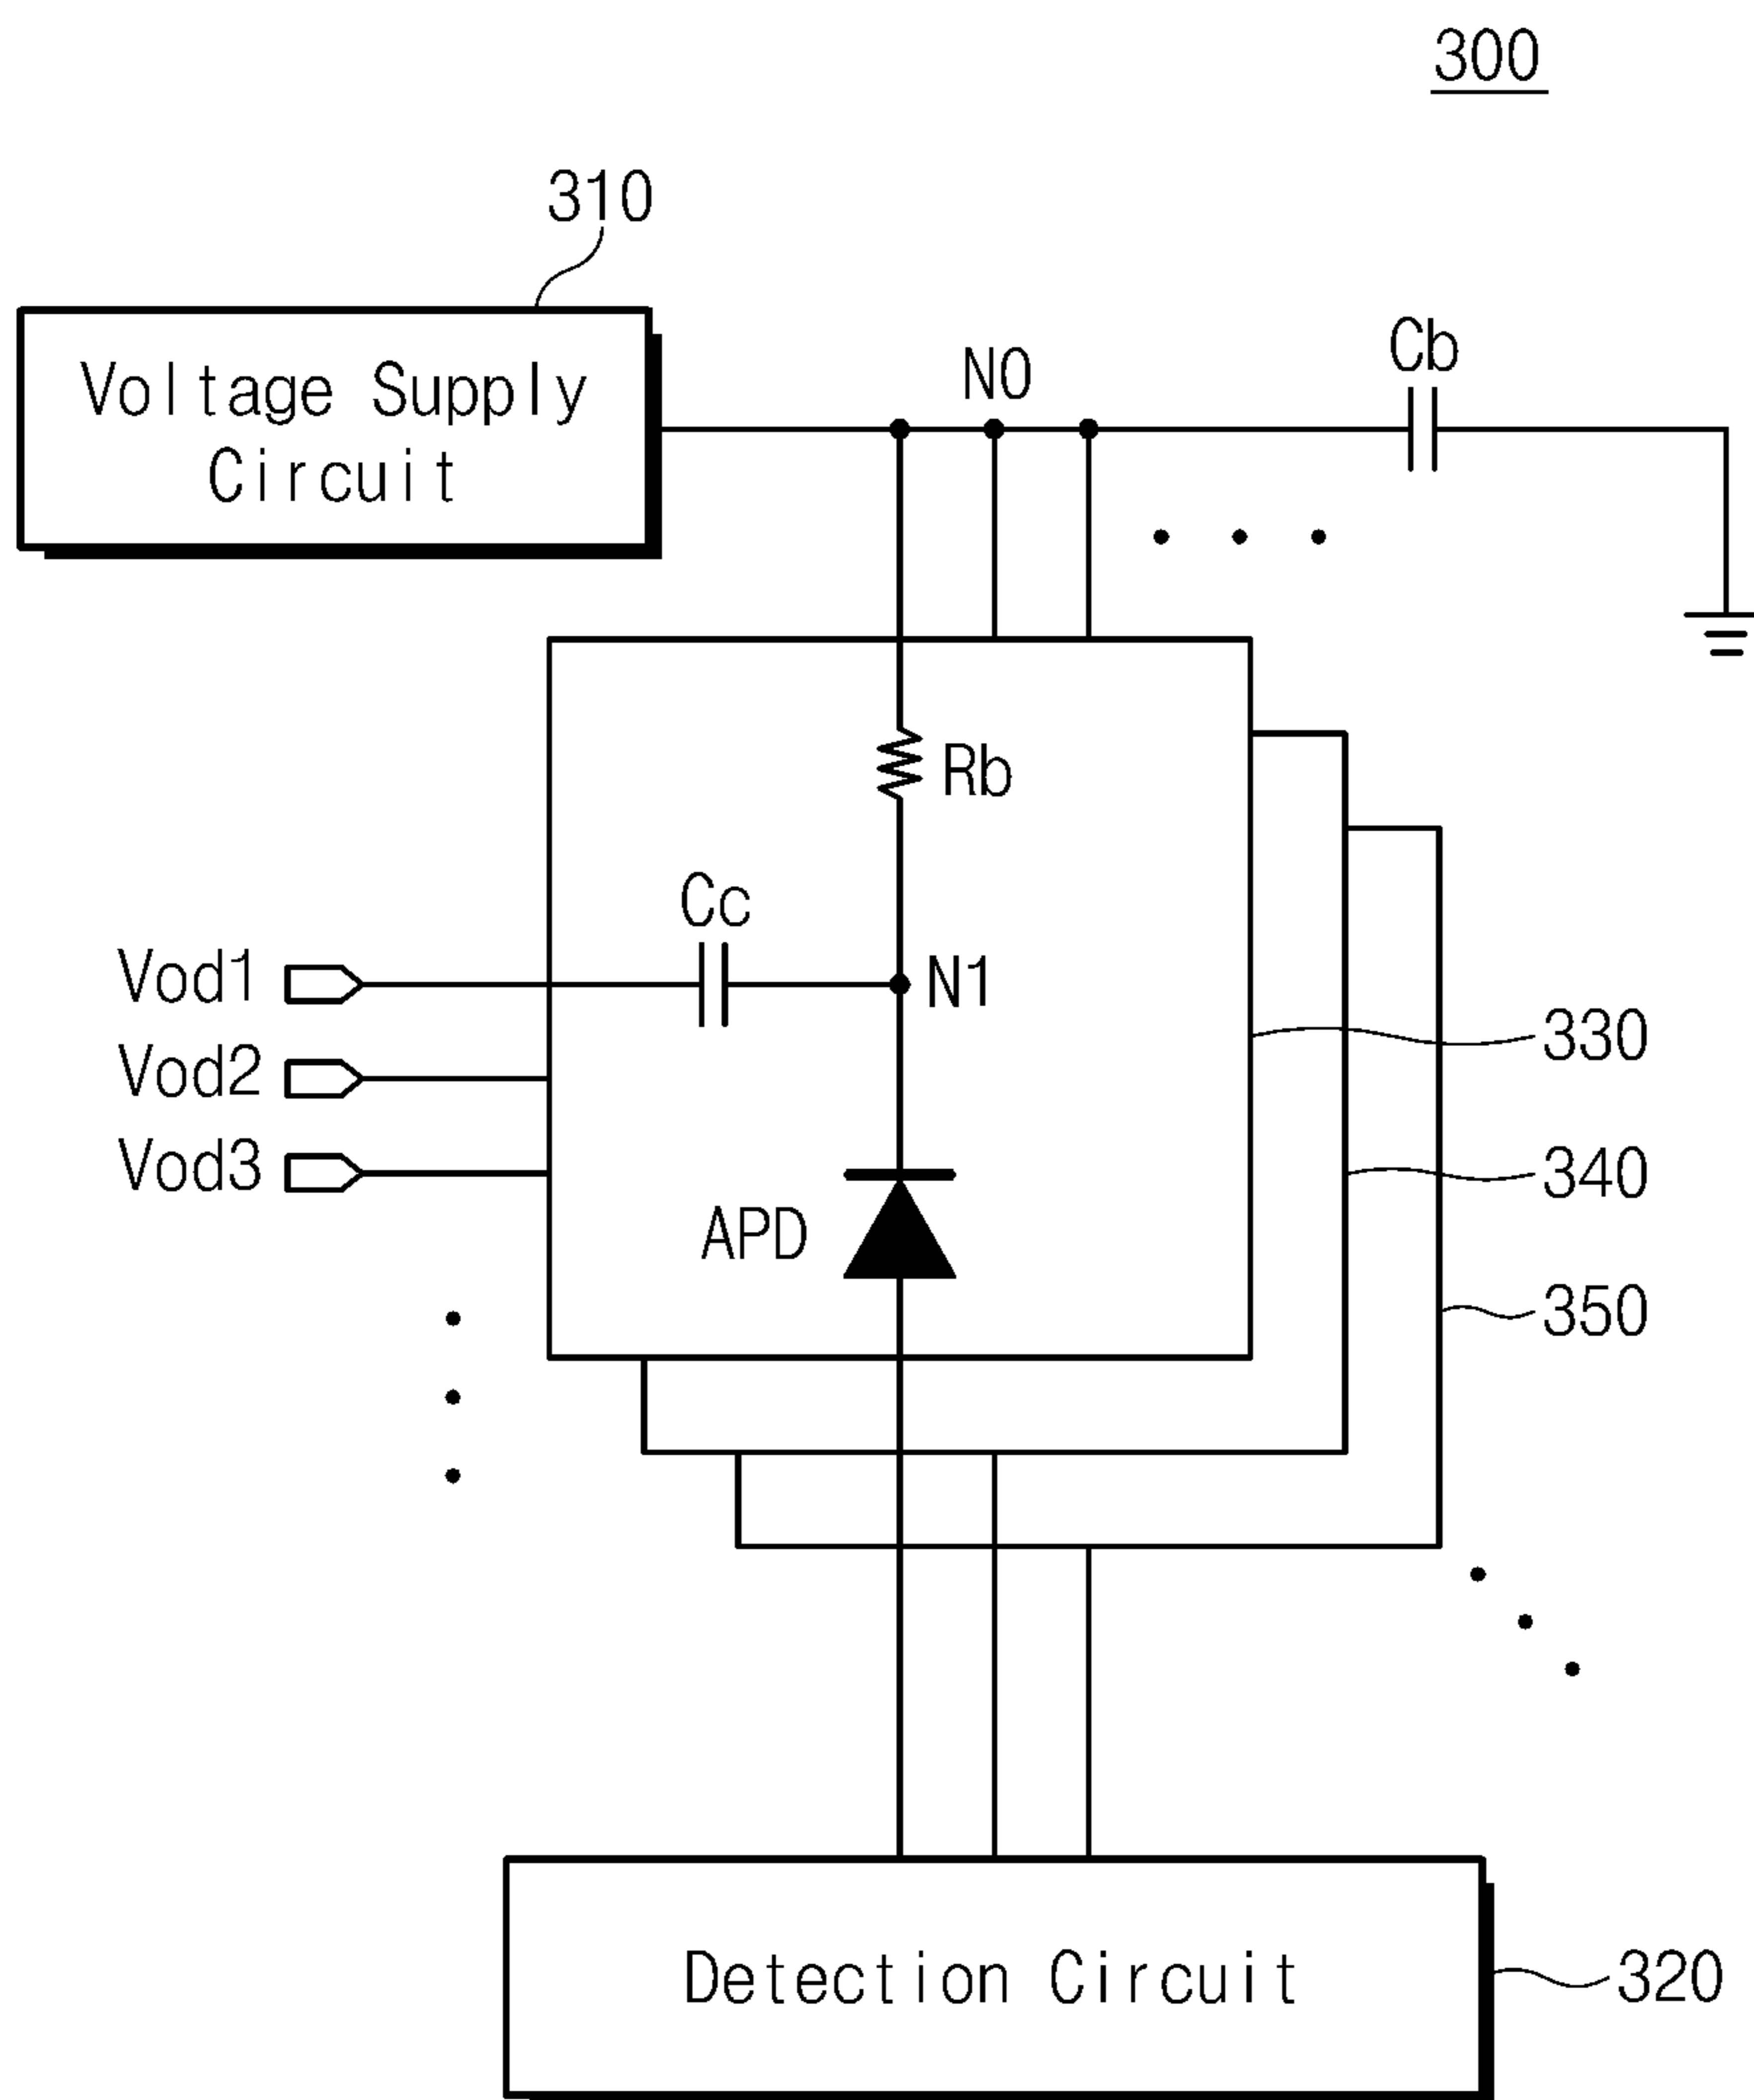 300
310
Voltage Supply
Circuit
N0
Cb
Rb
Cc
Vod1
N1
330
Vod2
Vod3
340
APD
350
Detection Circuit
320